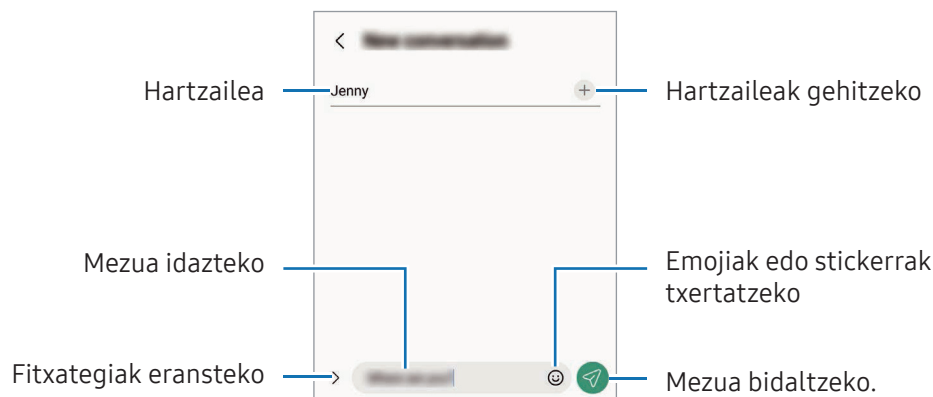 Hartzailea
Jenny
Hartzaileak gehitzeko
Mezua idazteko
Emojiak edo stickerrak
txertatzeko
Fitxategiak eransteko
Mezua bidaltzeko.